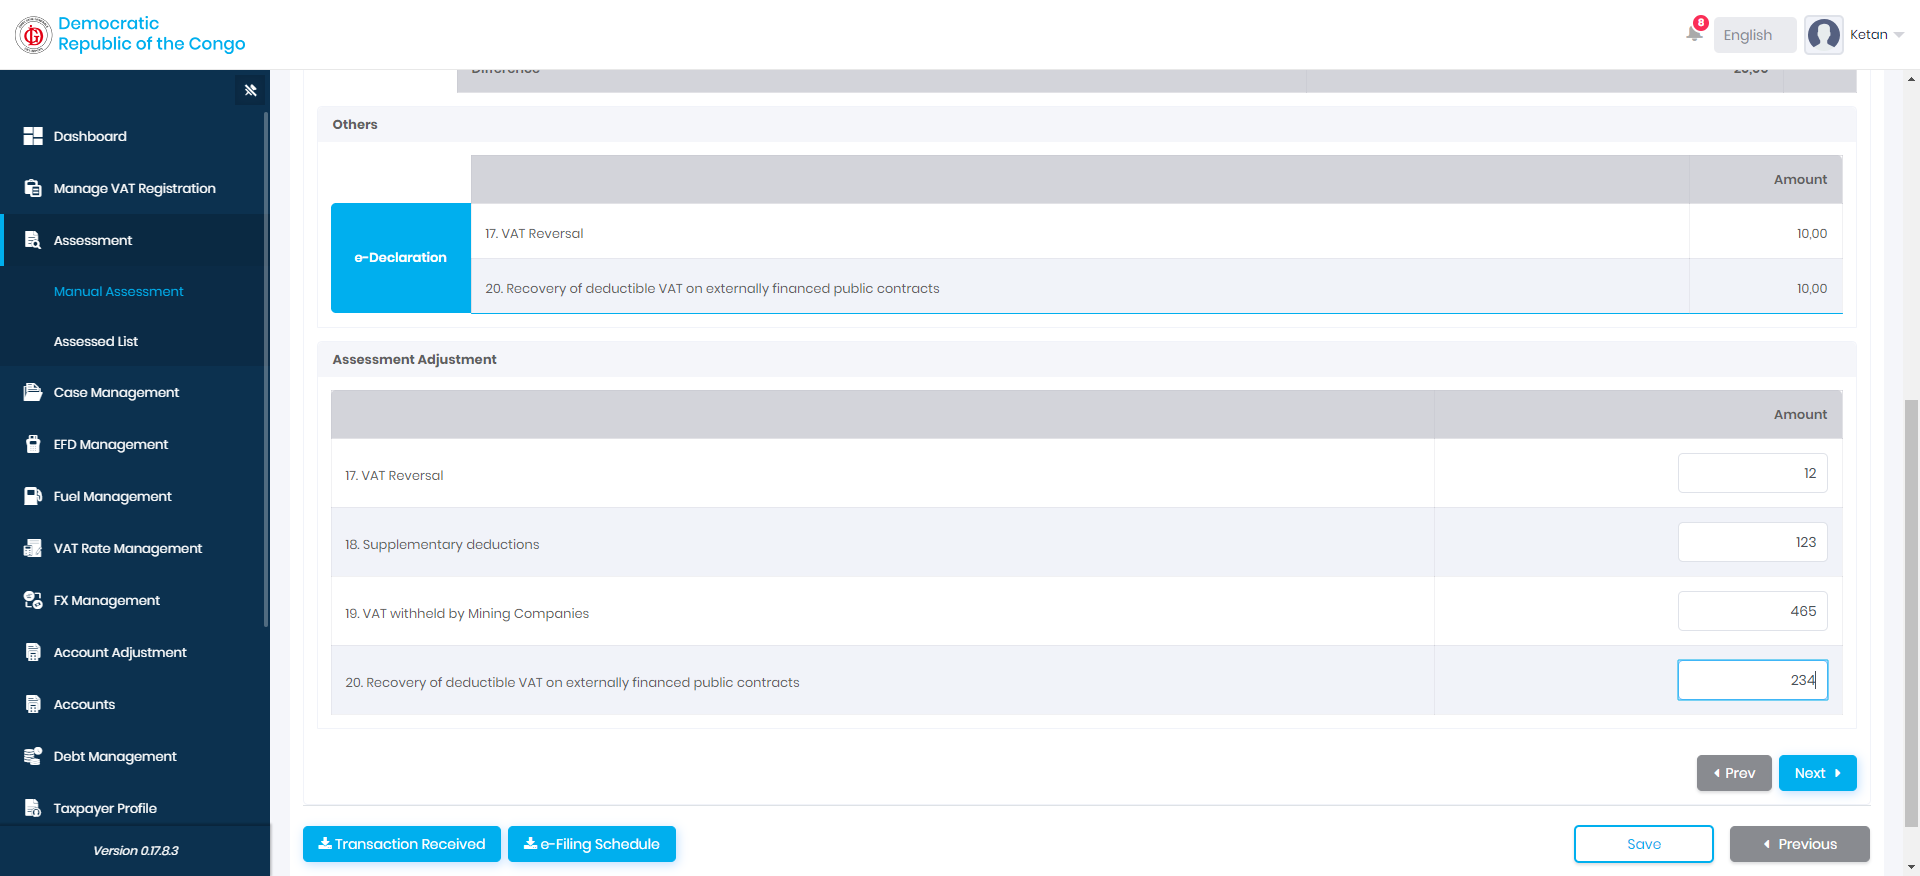 Democratic
Republic of the Congo
8
English
Ketan
Dashboard
Manage VAT Registration
Assessment
Manual Assessment
Assessed List
Case Management
EFD Management
Fuel Management
VAT Rate Management
FX Management
Account Adjustment
Accounts
Debt Management
Taxpayer Profile
Version 0.17.8.3
Difference
Others
Amount
e-Declaration
17. VAT Reversal 10,00
20. Recovery of deductible VAT on externally financed public contracts 10,00
Assessment Adjustment
Amount
17. VAT Reversal 12
18. Supplementary deductions 123
19. VAT withheld by Mining Companies 465
20. Recovery of deductible VAT on externally financed public contracts 234
Prev Next
Transaction Received e-Filing Schedule Save Previous